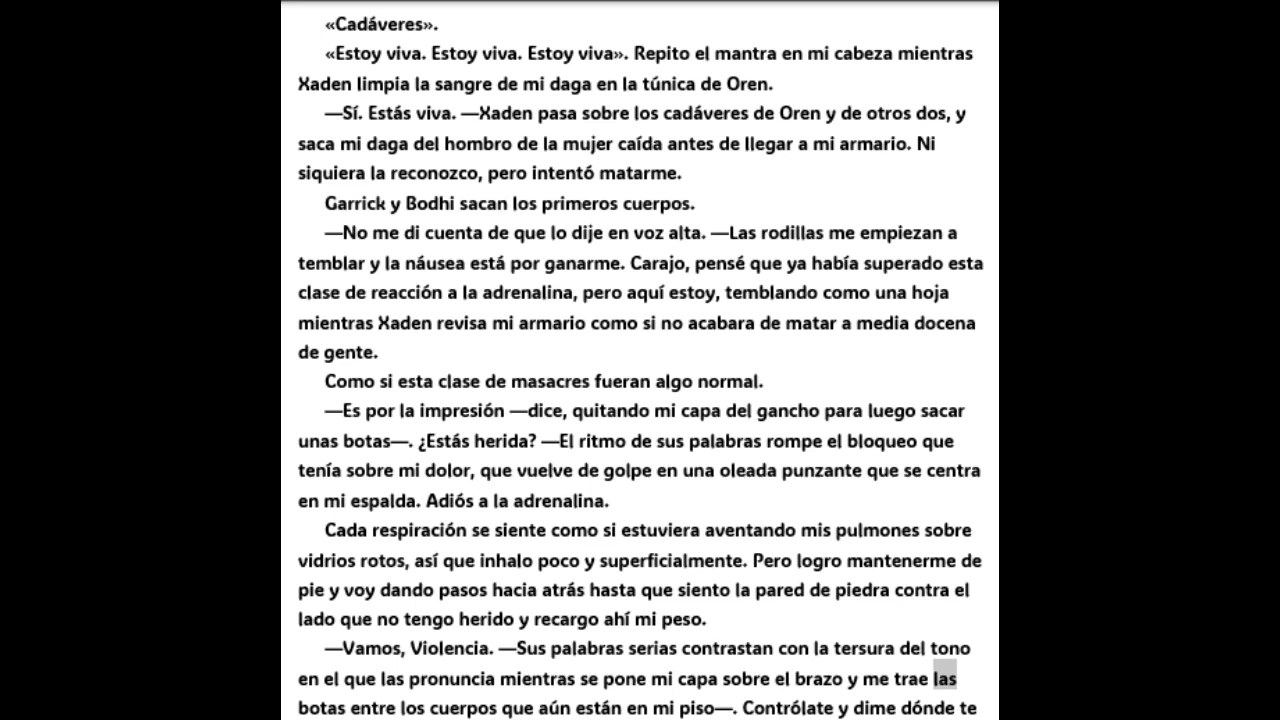 «Cadáveres».
«Estoy viva. Estoy viva. Estoy viva». Repito el mantra en mi cabeza mientras
Xaden limpia la sangre de mi daga en la túnica de Oren.
—Sí. Estás viva. —Xaden pasa sobre los cadáveres de Oren y de otros dos, y
saca mi daga del hombro de la mujer caída antes de llegar a mi armario. Ni
siquiera la reconozco, pero intentó matarme.
Garrick y Bodhi sacan los primeros cuerpos.
—No me di cuenta de que lo dije en voz alta. —Las rodillas me empiezan a
temblar y la náusea está por ganarme. Carajo, pensé que ya había superado esta
clase de reacción a la adrenalina, pero aquí estoy, temblando como una hoja
mientras Xaden revisa mi armario como si no acabara de matar a media docena
de gente.
Como si esta clase de masacres fueran algo normal.
—Es por la impresión —dice, quitando mi capa del gancho para luego sacar
unas botas—. ¿Estás herida? —El ritmo de sus palabras rompe el bloqueo que
tenía sobre mi dolor, que vuelve de golpe en una oleada punzante que se centra
en mi espalda. Adiós a la adrenalina.
Cada respiración se siente como si estuviera aventando mis pulmones sobre
vidrios rotos, así que inhalo poco y superficialmente. Pero logro mantenerme de
pie y voy dando pasos hacia atrás hasta que siento la pared de piedra contra el
lado que no tengo herido y recargo ahí mi peso.
—Vamos, Violencia. —Sus palabras serias contrastan con la tersura del tono
en el que las pronuncia mientras se pone mi capa sobre el brazo y me trae las
botas entre los cuerpos que aún están en mi piso—. Contrólate y dime dónde te